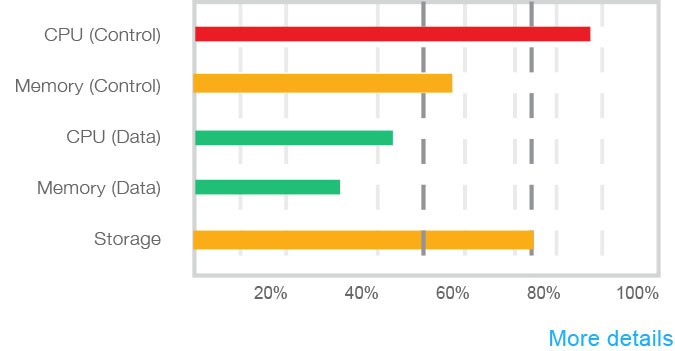 CPU (Control)
Memory (Control)
CPU (Data)
Memory (Data)
Storage
20% 40% 60% 80% 100%
More details